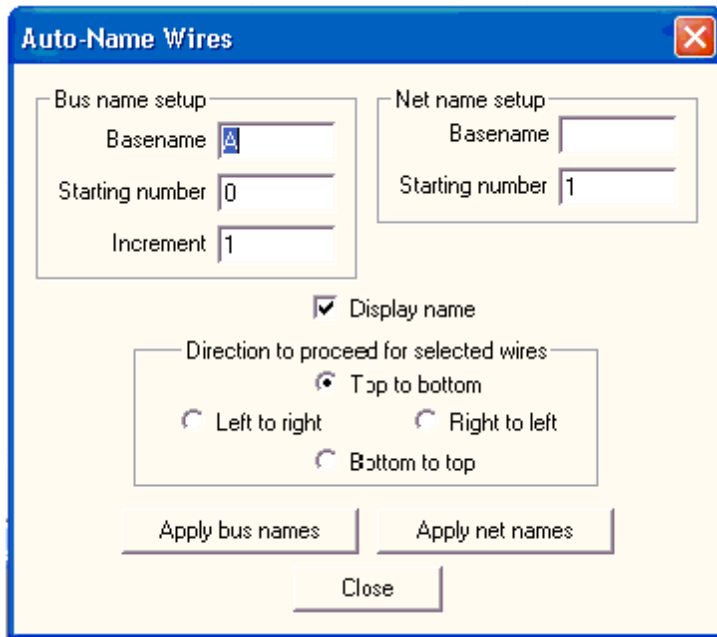 Auto-Name Wires
Bus name setup
Basename A
Starting number 0
Increment 1
Net name setup
Basename
Starting number 1
Display name
Direction to proceed for selected wires
Top to bottom
Left to right Right to left
Bottom to top
Apply bus names Apply net names
Close